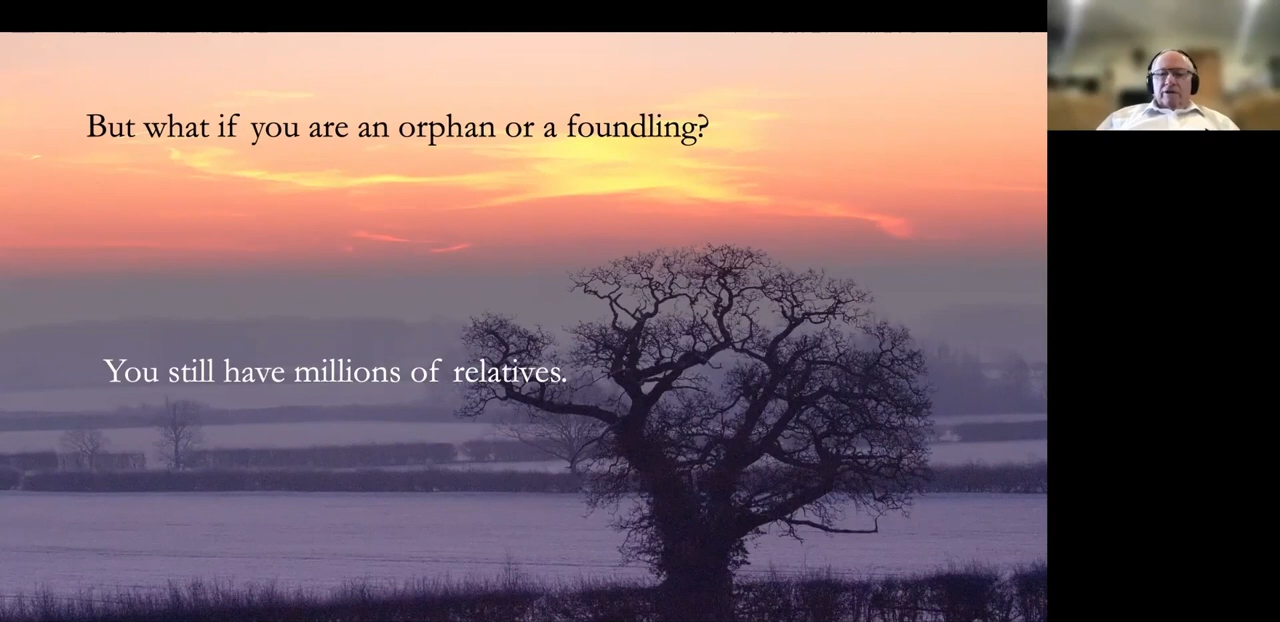 But what if you are an orphan or a foundling?
You still have millions of relatives.